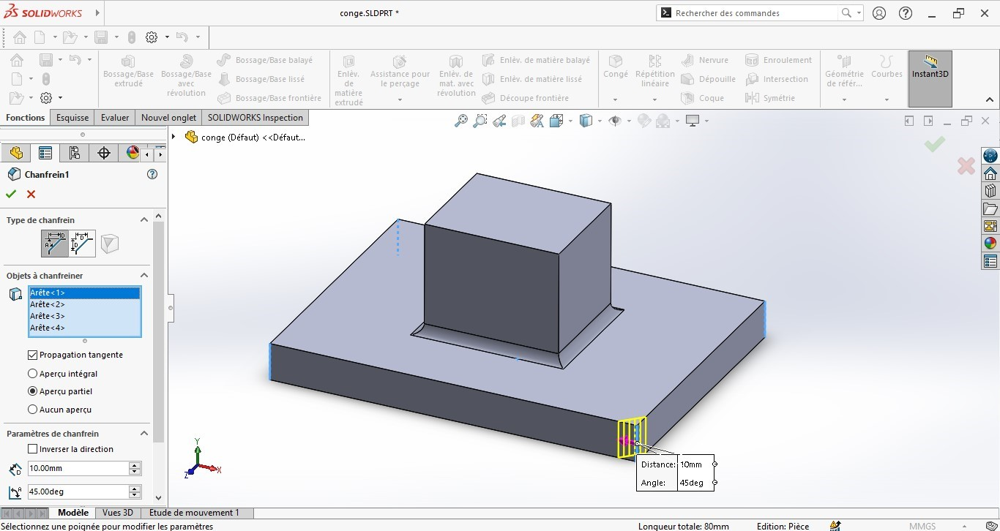 SOLIDWORKS
conge.SLDPRT *
Rechercher des commandes
Bossage/Base extrudé
Bossage/Base avec révolution
Bossage/Base balayé
Bossage/Base lissé
Bossage/Base frontière
Enlèv. de matière extrudé
Assistance pour le perçage
Enlèv. de mat. avec révolution
Enlèv. de matière balayé
Enlèv. de matière lissé
Découpe frontière
Congé
Répétition linéaire
Nervure
Dépouille
Coque
Enroulement
Intersection
Symétrie
Géométrie de référ...
Courbes
Instant3D
Fonctions
Esquisse
Evaluer
Nouvel onglet
SOLIDWORKS Inspection
conge (Défaut) <<Défaut...
Chanfrein1
Type de chanfrein
Objets à chanfreiner
Arête<1>
Arête<2>
Arête<3>
Arête<4>
Propagation tangente
Aperçu intégral
Aperçu partiel
Aucun aperçu
Paramètres de chanfrein
Inverser la direction
10.00mm
45.00deg
Y
X
Z
Distance: 10mm
Angle: 45deg
Modèle
Vues 3D
Etude de mouvement 1
Sélectionnez une poignée pour modifier les paramètres
Longueur totale: 80mm
Edition: Pièce
MMGS